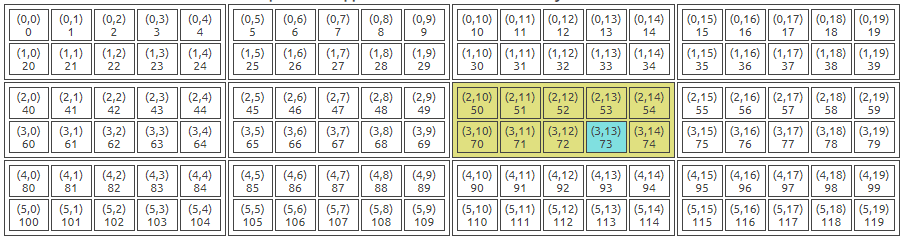 (0,0) (0,1) (0,2) (0,3) (0,4) (0,5) (0,6) (0,7) (0,8) (0,9) (0,10) (0,11) (0,12) (0,13) (0,14) (0,15) (0,16) (0,17) (0,18) (0,19)
0 1 2 3 4 5 6 7 8 9 10 11 12 13 14 15 16 17 18 19
(1,0) (1,1) (1,2) (1,3) (1,4) (1,5) (1,6) (1,7) (1,8) (1,9) (1,10) (1,11) (1,12) (1,13) (1,14) (1,15) (1,16) (1,17) (1,18) (1,19)
20 21 22 23 24 25 26 27 28 29 30 31 32 33 34 35 36 37 38 39
(2,0) (2,1) (2,2) (2,3) (2,4) (2,5) (2,6) (2,7) (2,8) (2,9) (2,10) (2,11) (2,12) (2,13) (2,14) (2,15) (2,16) (2,17) (2,18) (2,19)
40 41 42 43 44 45 46 47 48 49 50 51 52 53 54 55 56 57 58 59
(3,0) (3,1) (3,2) (3,3) (3,4) (3,5) (3,6) (3,7) (3,8) (3,9) (3,10) (3,11) (3,12) (3,13) (3,14) (3,15) (3,16) (3,17) (3,18) (3,19)
60 61 62 63 64 65 66 67 68 69 70 71 72 73 74 75 76 77 78 79
(4,0) (4,1) (4,2) (4,3) (4,4) (4,5) (4,6) (4,7) (4,8) (4,9) (4,10) (4,11) (4,12) (4,13) (4,14) (4,15) (4,16) (4,17) (4,18) (4,19)
80 81 82 83 84 85 86 87 88 89 90 91 92 93 94 95 96 97 98 99
(5,0) (5,1) (5,2) (5,3) (5,4) (5,5) (5,6) (5,7) (5,8) (5,9) (5,10) (5,11) (5,12) (5,13) (5,14) (5,15) (5,16) (5,17) (5,18) (5,19)
100 101 102 103 104 105 106 107 108 109 110 111 112 113 114 115 116 117 118 119